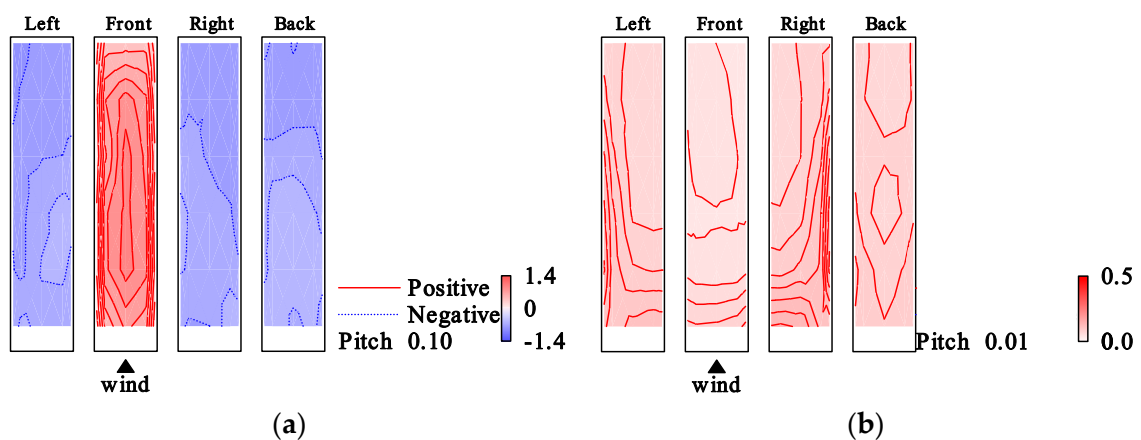 Left Front Right Back
Positive
Negative
Pitch 0.10
1.4
0
-1.4
wind
(a)
Left Front Right Back
Pitch 0.01
0.5
0.0
wind
(b)